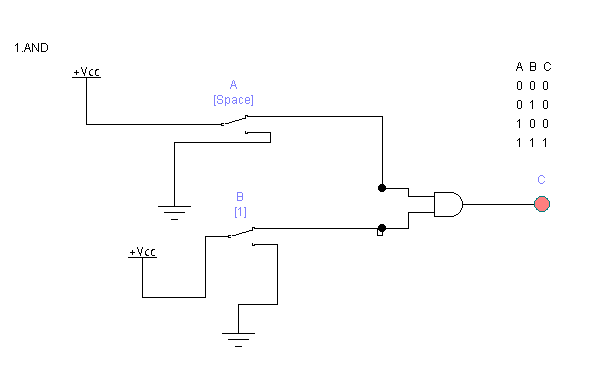 1.AND
+Vcc
A
[Space]
A B C
0 0 0
0 1 0
1 0 0
1 1 1
C
B
[1]
+Vcc